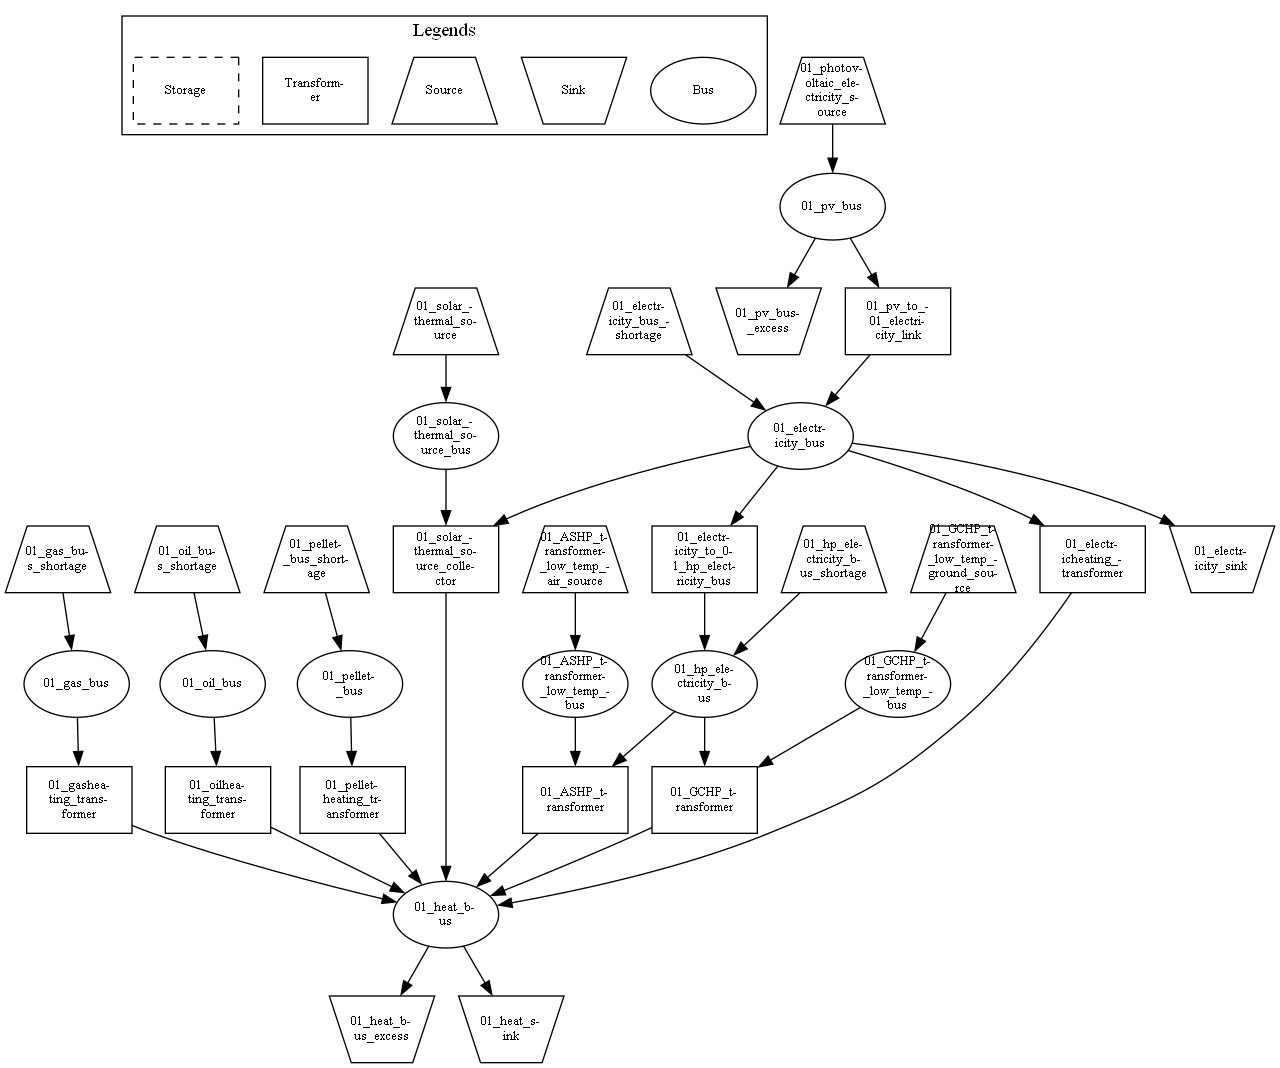 Legends
Storage
Transform-
er
Source
Sink
Bus
01_photov-
oltaic_ele-
ctricity_s-
ource
01_pv_bus
01_solar_-
thermal_so-
urce
01_electr-
icity_bus_-
shortage
01_pv_bus-
_excess
01_pv_to_-
01_electri-
city_link
01_solar_-
thermal_so-
urce_bus
01_electr-
icity_bus
01_gas_bu-
s_shortage
01_oil_bu-
s_shortage
01_pellet-
_bus_short-
age
01_solar_-
thermal_so-
urce_colle-
ctor
01_ASHP_t-
ransformer-
_low_temp_-
air_source
01_electr-
icity_to_0-
1_hp_elect-
ricity_bus
01_hp_ele-
ctricity_b-
us_shortage
01_GCHP_t-
ransformer-
_low_temp_-
ground_sou-
rce
01_electr-
icheating_-
transformer
01_electr-
icity_sink
01_gas_bus
01_oil_bus
01_pellet-
_bus
01_ASHP_t-
ransformer-
_low_temp_-
bus
01_hp_ele-
ctricity_b-
us
01_GCHP_t-
ransformer-
_low_temp_-
bus
01_gashea-
ting_trans-
former
01_oilhea-
ting_trans-
former
01_pellet-
heating_tr-
ansformer
01_ASHP_t-
ransformer
01_GCHP_t-
ransformer
01_heat_b-
us
01_heat_b-
us_excess
01_heat_s-
ink